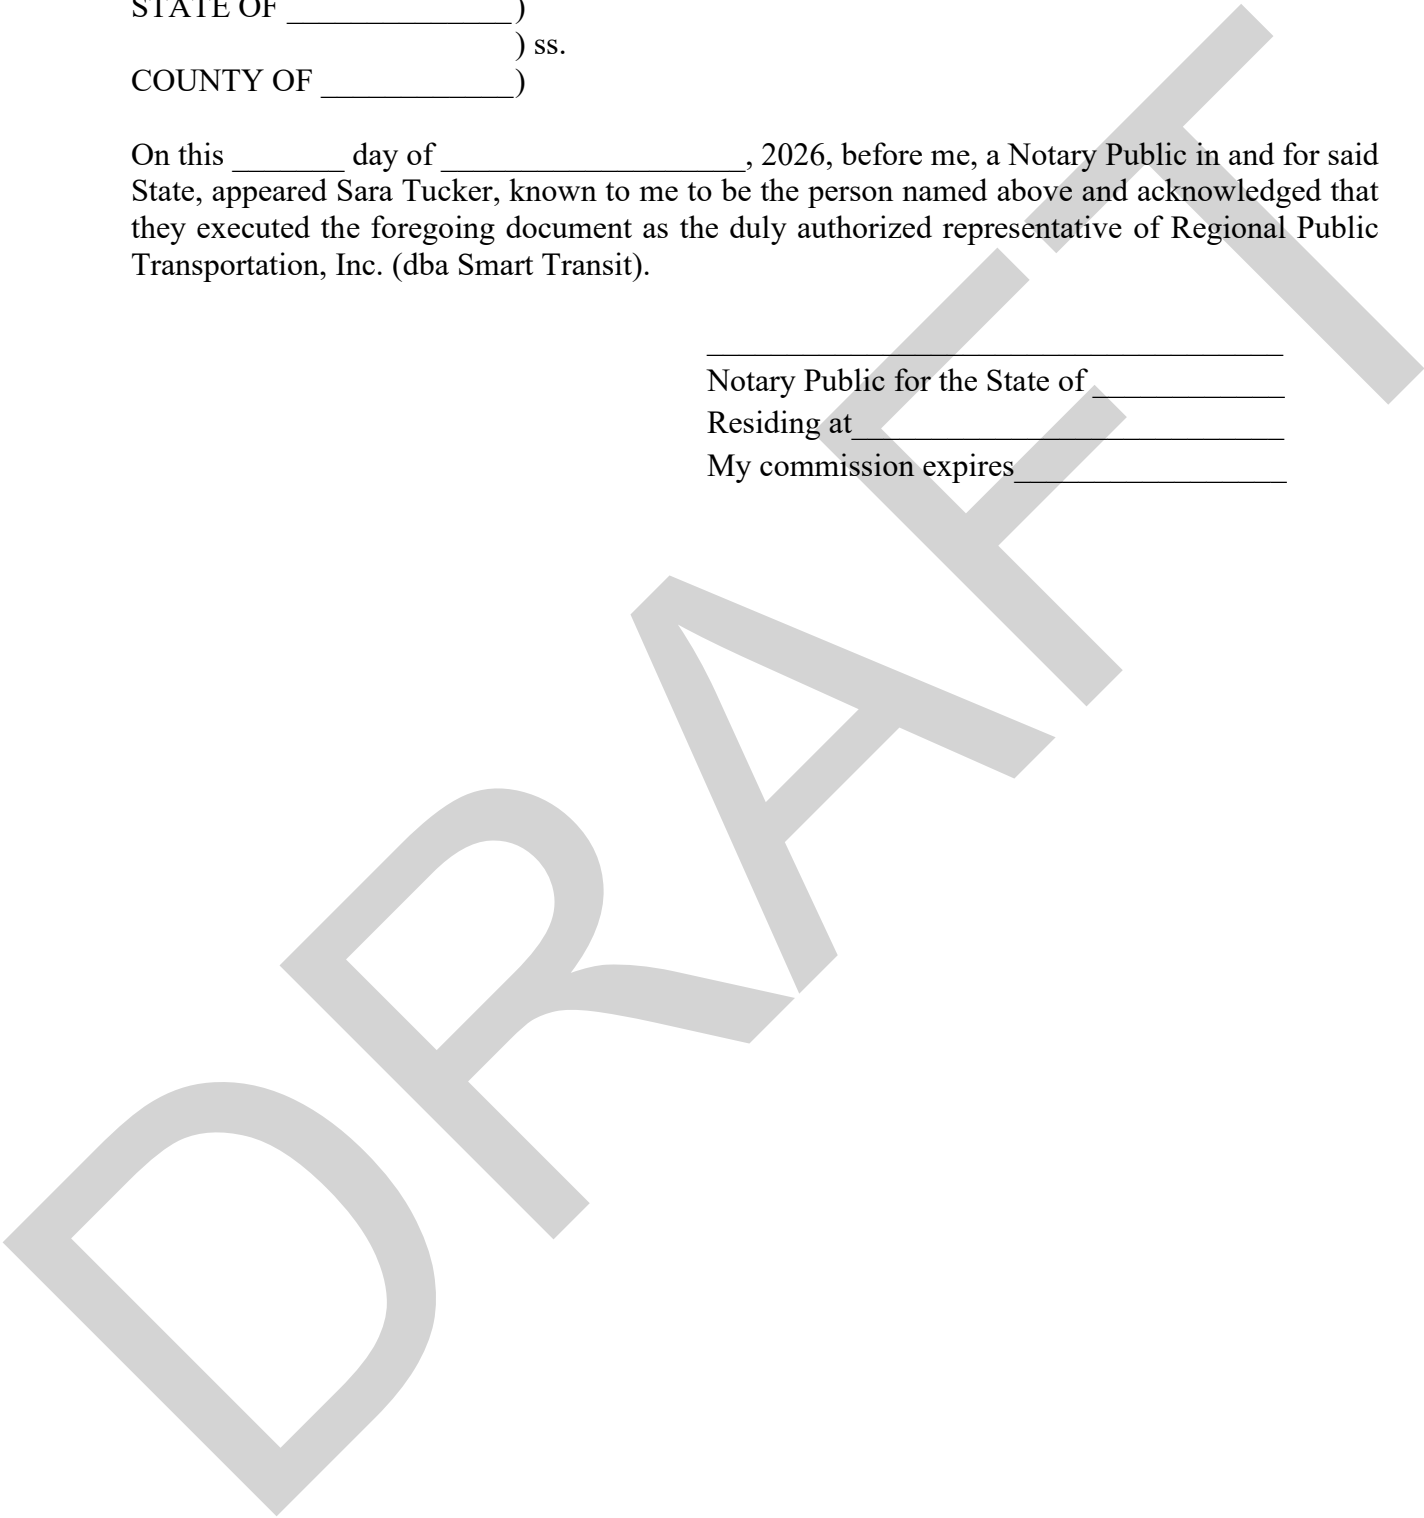 STATE OF ______________)
) ss.
COUNTY OF ____________)
On this _______ day of ___________________, 2026, before me, a Notary Public in and for said
State, appeared Sara Tucker, known to me to be the person named above and acknowledged that
they executed the foregoing document as the duly authorized representative of Regional Public
Transportation, Inc. (dba Smart Transit).
____________________________________
Notary Public for the State of ____________
Residing at___________________________
My commission expires_________________
DRAFT